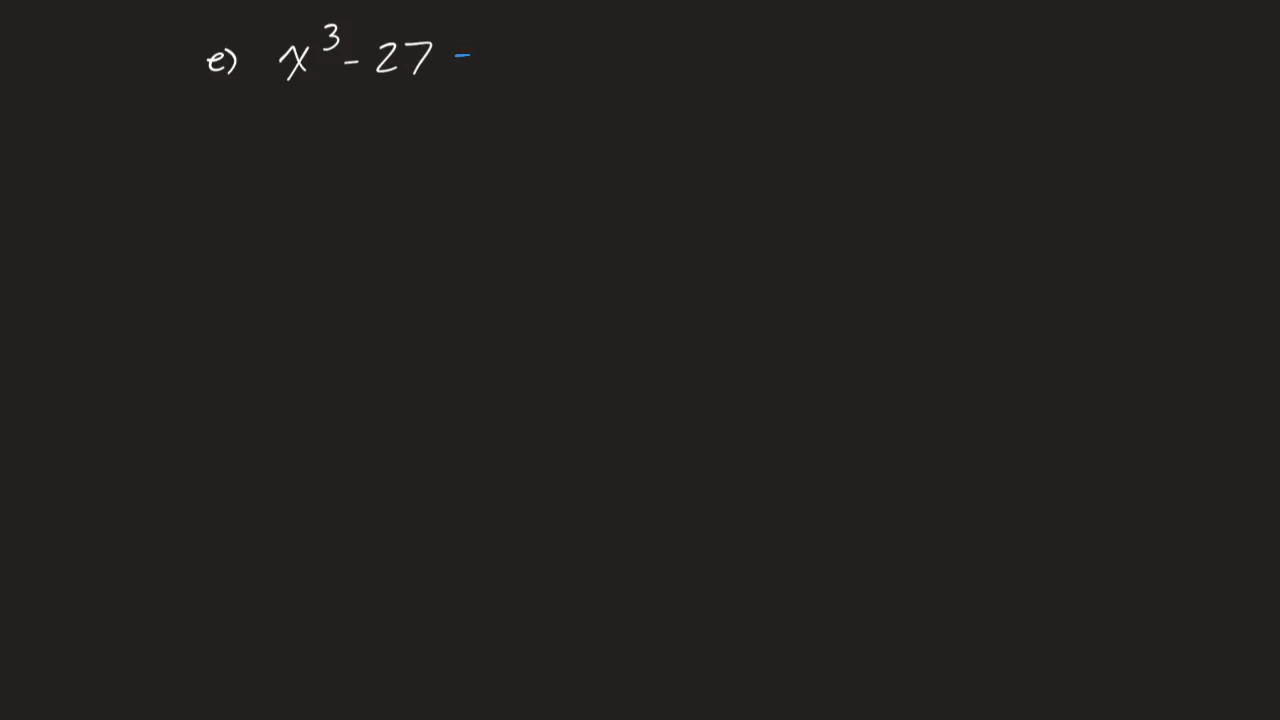 e) x³ - 27 -